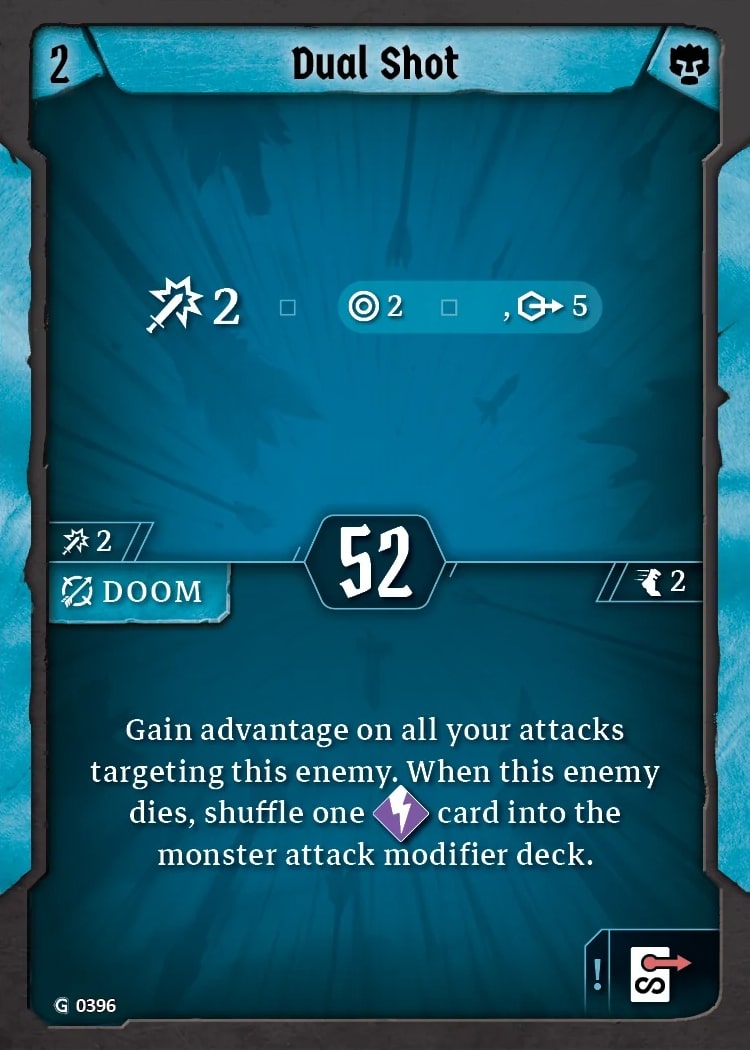 2
Dual Shot
2
2
, 5
2
52
DOOM
2
Gain advantage on all your attacks
targeting this enemy. When this enemy
dies, shuffle one card into the
monster attack modifier deck.
!
G 0396